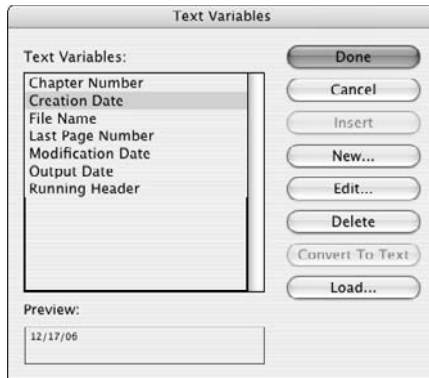 Text Variables
Text Variables:
Chapter Number
Creation Date
File Name
Last Page Number
Modification Date
Output Date
Running Header
Done
Cancel
Insert
New...
Edit...
Delete
Convert To Text
Load...
Preview:
12/17/06